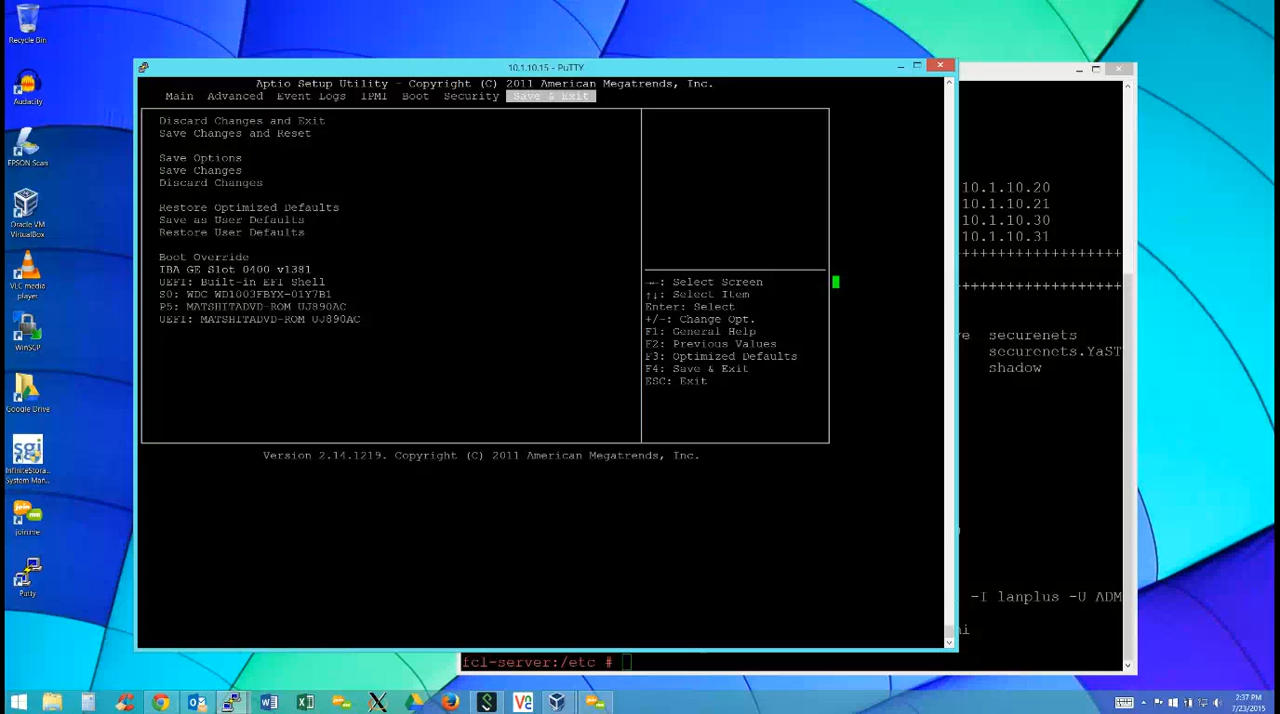 Recycle Bin
Audacity
EPSON Scan
Oracle VM
VirtualBox
VLC media
player
WinSCP
Google Drive
sgi
InfiniteStora...
System Man...
join.me
Putty
10.1.10.15 - PuTTY
Aptio Setup Utility - Copyright (C) 2011 American Megatrends, Inc.
Main Advanced Event Logs IPMI Boot Security Save & Exit
Discard Changes and Exit
Save Changes and Reset
Save Options
Save Changes
Discard Changes
Restore Optimized Defaults
Save as User Defaults
Restore User Defaults
Boot Override
IBA GE Slot 0400 v1381
UEFI: Built-in EFI Shell
S0: WDC WD1003FBYX-01Y7B1
P5: MATSHITADVD-ROM UJ890AC
UEFI: MATSHITADVD-ROM UJ890AC
→←: Select Screen
↑↓: Select Item
Enter: Select
+/-: Change Opt.
F1: General Help
F2: Previous Values
F3: Optimized Defaults
F4: Save & Exit
ESC: Exit
Version 2.14.1219. Copyright (C) 2011 American Megatrends, Inc.
10.1.10.20
10.1.10.21
10.1.10.30
10.1.10.31
++++++++++++++++++++
++++++++++++++++++++
securenets
securenets.YaST
shadow
-I lanplus -U ADM
fcl-server:/etc #
2:37 PM
7/23/2015